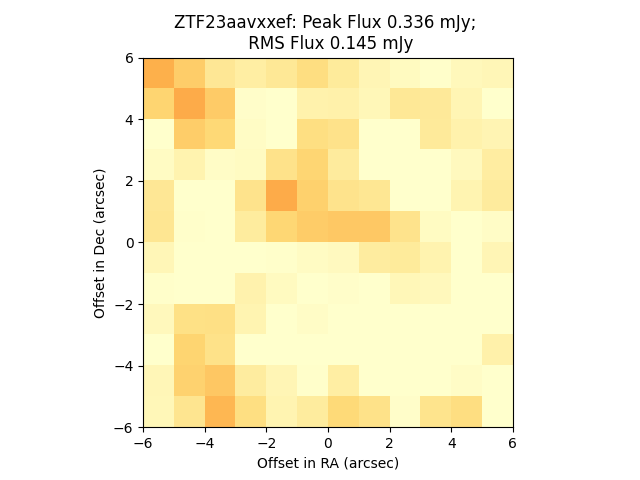 ZTF23aavxxef: Peak Flux 0.336 mJy;
RMS Flux 0.145 mJy
6
4
2
0
−2
−4
−6
Offset in Dec (arcsec)
−6 −4 −2 0 2 4 6
Offset in RA (arcsec)